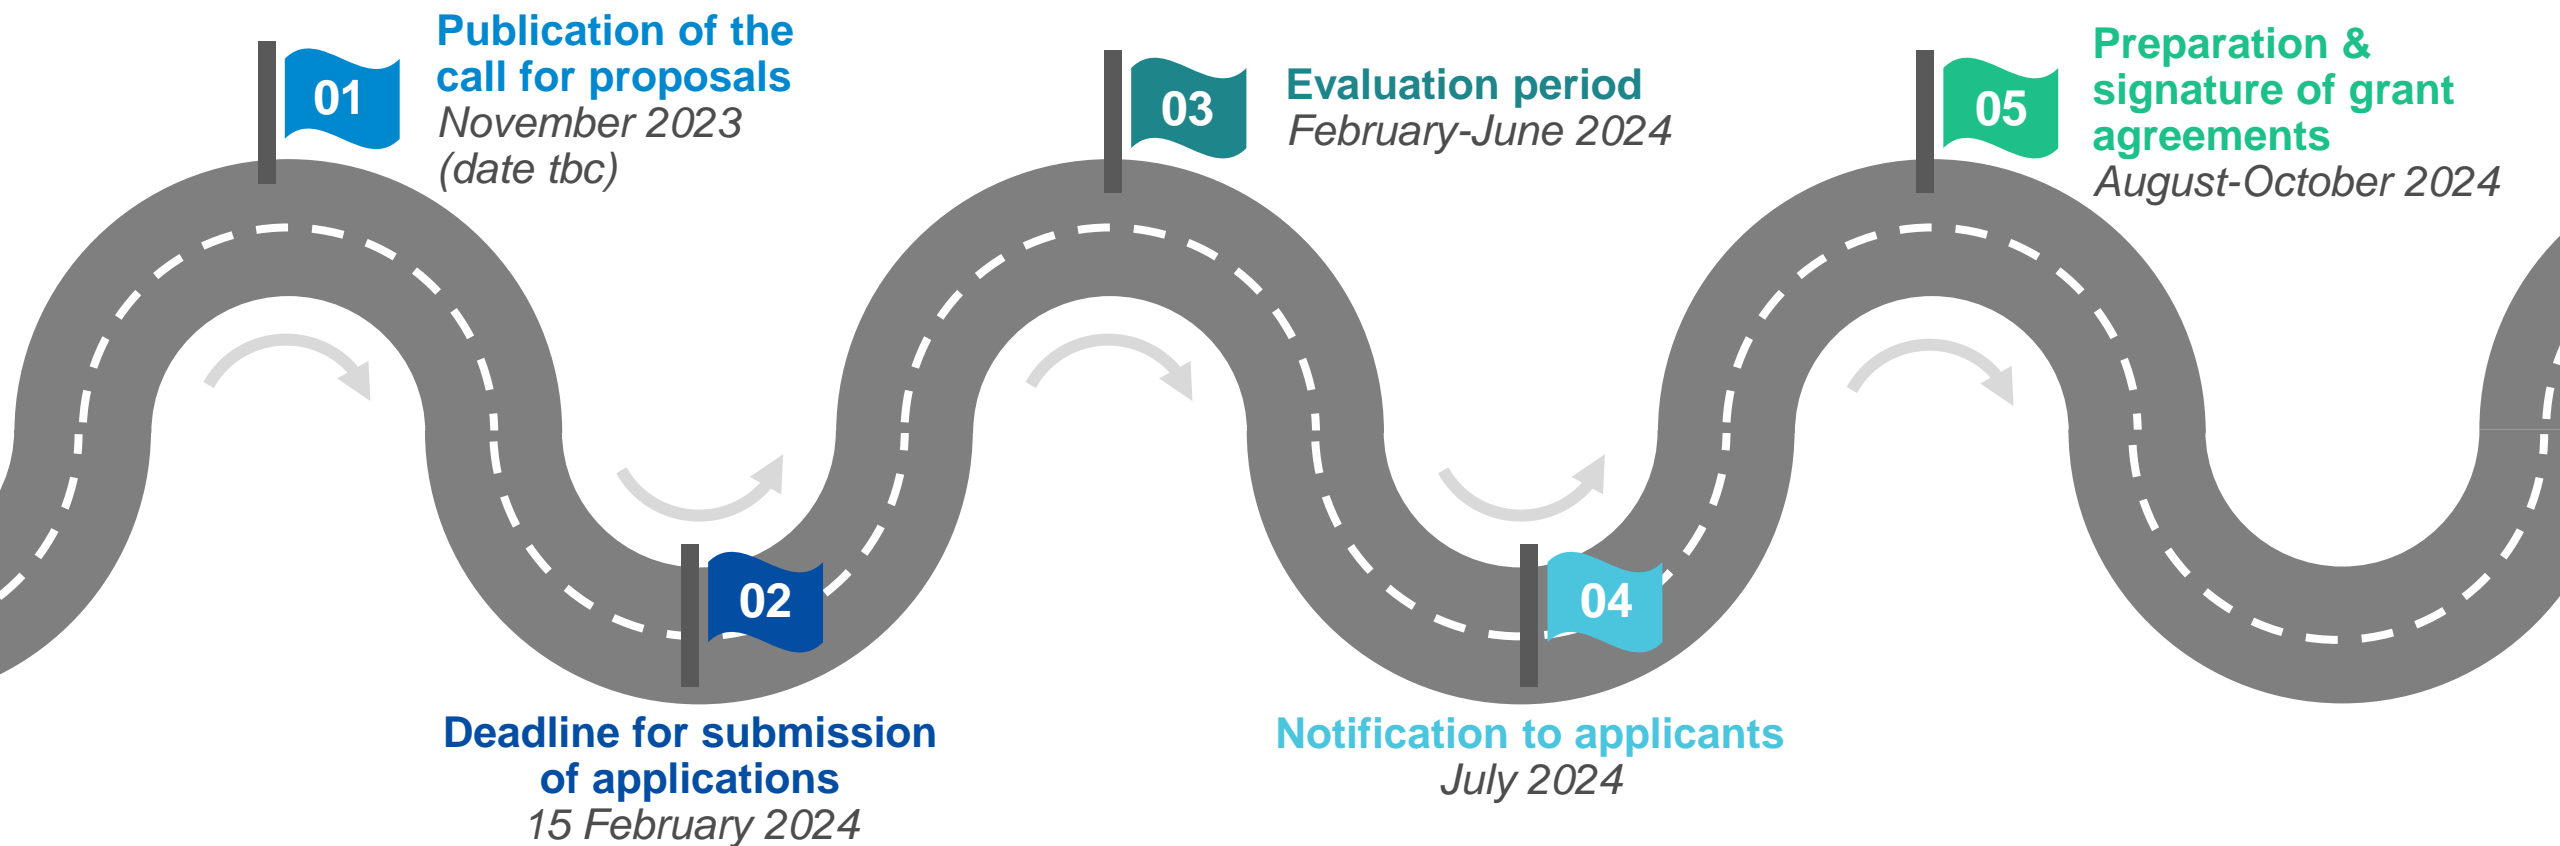 01
Publication of the
call for proposals
November 2023
(date tbc)
02
Deadline for submission
of applications
15 February 2024
03
Evaluation period
February-June 2024
04
Notification to applicants
July 2024
05
Preparation &
signature of grant
agreements
August-October 2024